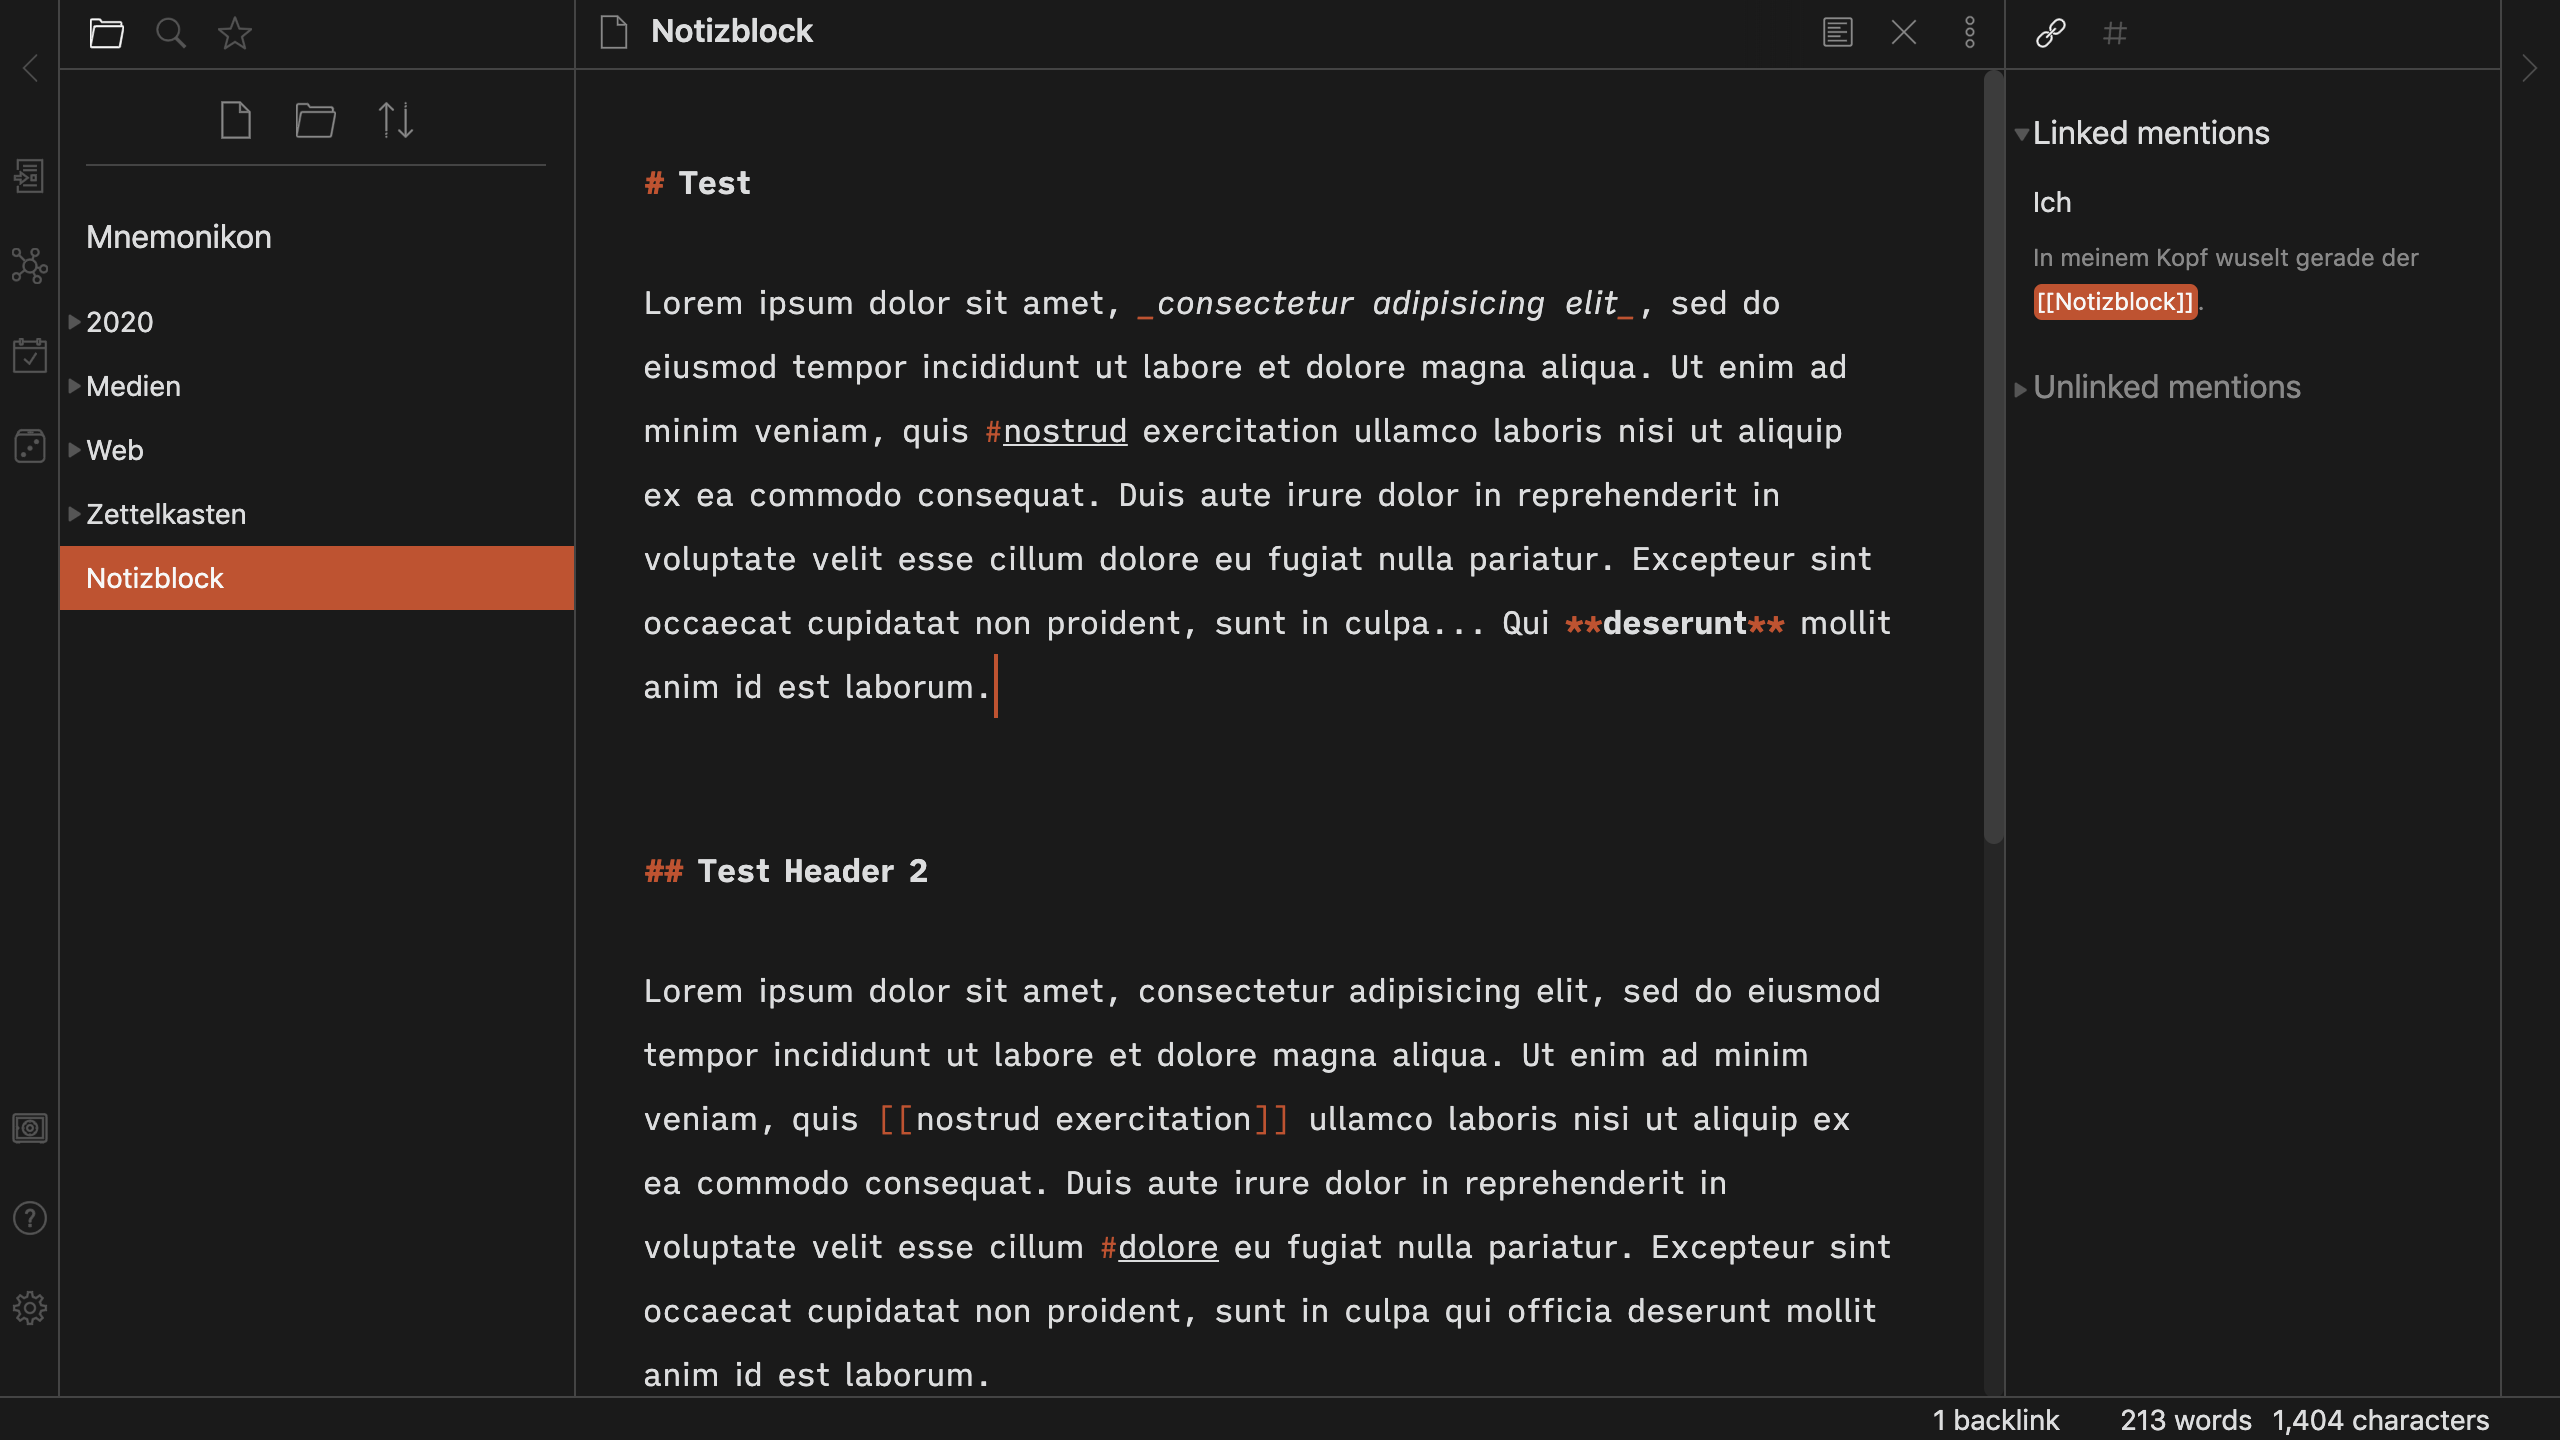 Notizblock
Mnemonikon
2020
Medien
Web
Zettelkasten
Notizblock
# Test
Lorem ipsum dolor sit amet, _consectetur adipisicing elit_, sed do
eiusmod tempor incididunt ut labore et dolore magna aliqua. Ut enim ad
minim veniam, quis #nostrud exercitation ullamco laboris nisi ut aliquip
ex ea commodo consequat. Duis aute irure dolor in reprehenderit in
voluptate velit esse cillum dolore eu fugiat nulla pariatur. Excepteur sint
occaecat cupidatat non proident, sunt in culpa... Qui **deserunt** mollit
anim id est laborum.
## Test Header 2
Lorem ipsum dolor sit amet, consectetur adipisicing elit, sed do eiusmod
tempor incididunt ut labore et dolore magna aliqua. Ut enim ad minim
veniam, quis [[nostrud exercitation]] ullamco laboris nisi ut aliquip ex
ea commodo consequat. Duis aute irure dolor in reprehenderit in
voluptate velit esse cillum #dolore eu fugiat nulla pariatur. Excepteur sint
occaecat cupidatat non proident, sunt in culpa qui officia deserunt mollit
anim id est laborum.
Linked mentions
Ich
In meinem Kopf wuselt gerade der
[[Notizblock]].
Unlinked mentions
1 backlink 213 words 1,404 characters